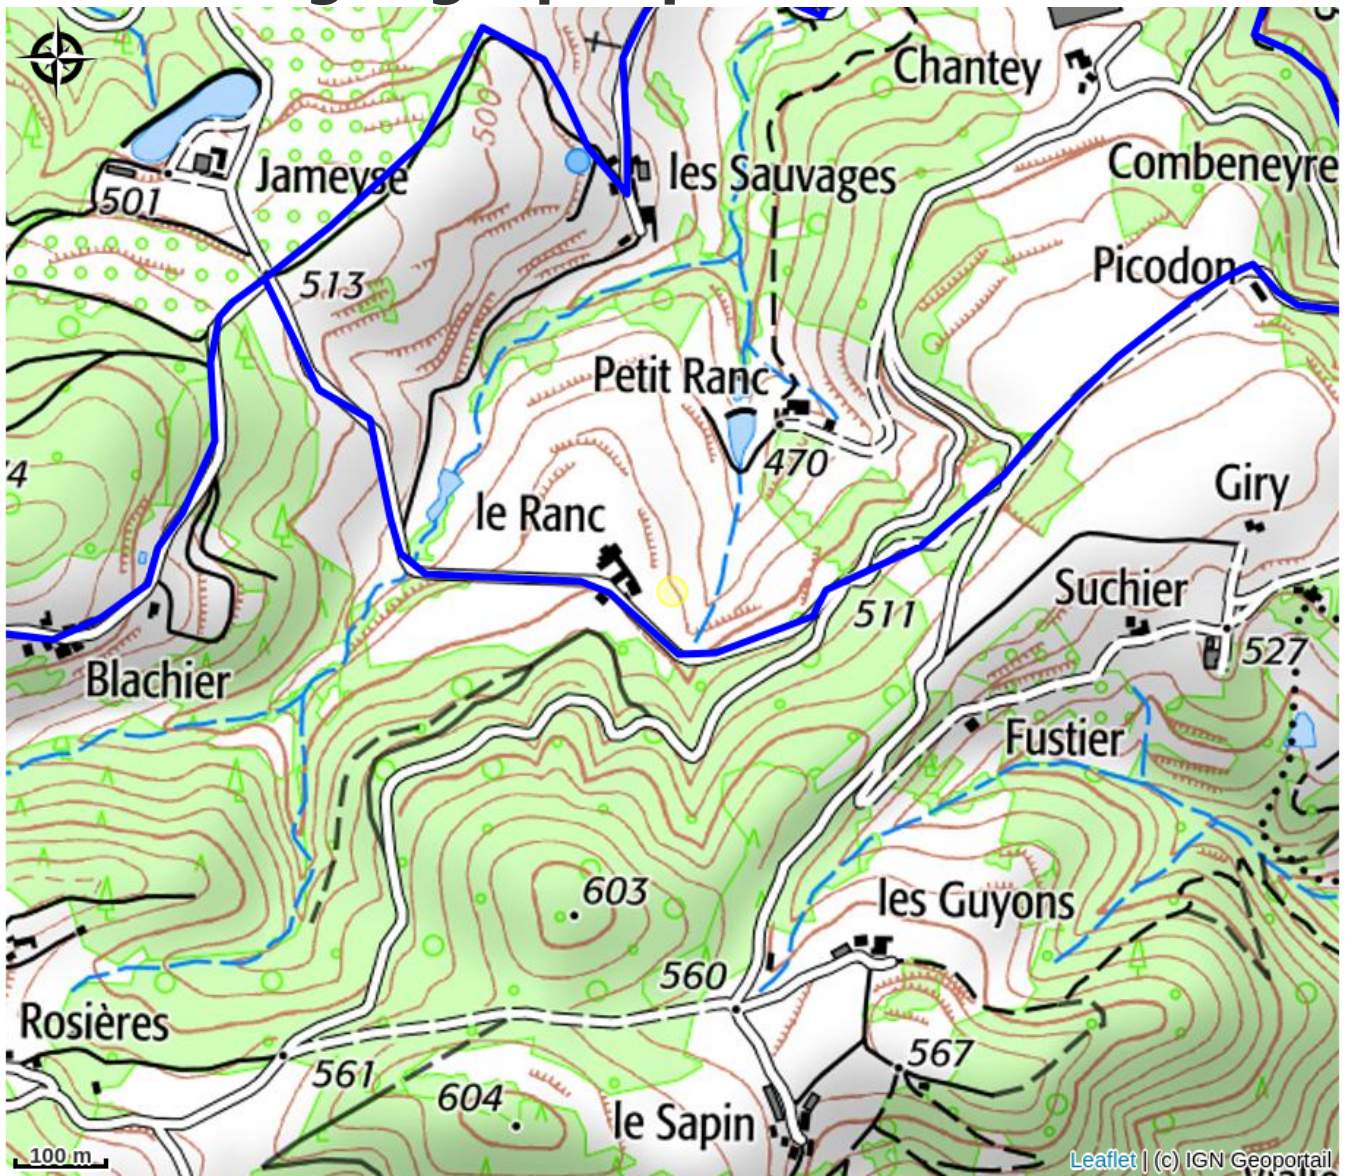 Chantey
Combeneyre
Jameyse
les Sauvages
501
500
513
Picodon
Petit Ranc
470
4
le Ranc
Giry
Suchier
511
527
Blachier
Fustier
603
les Guyons
560
Rosières
561
567
604
le Sapin
100 m
Leaflet | (c) IGN Geoportail